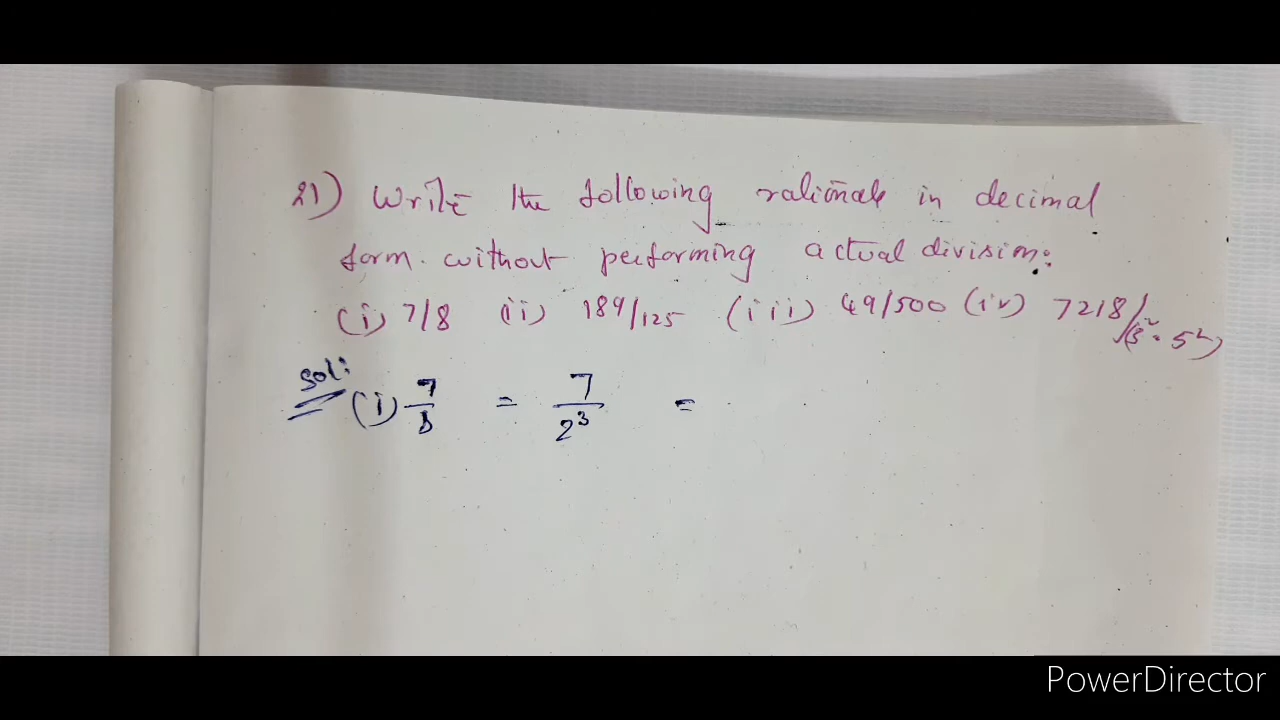 21) Write the following rationals in decimal
form. without performing actual division:
(i) 7/8 (ii) 189/125 (iii) 49/500 (iv) 7218/(3².5²)
Sol:
(i) 7/8 = 7/2³ =
PowerDirector